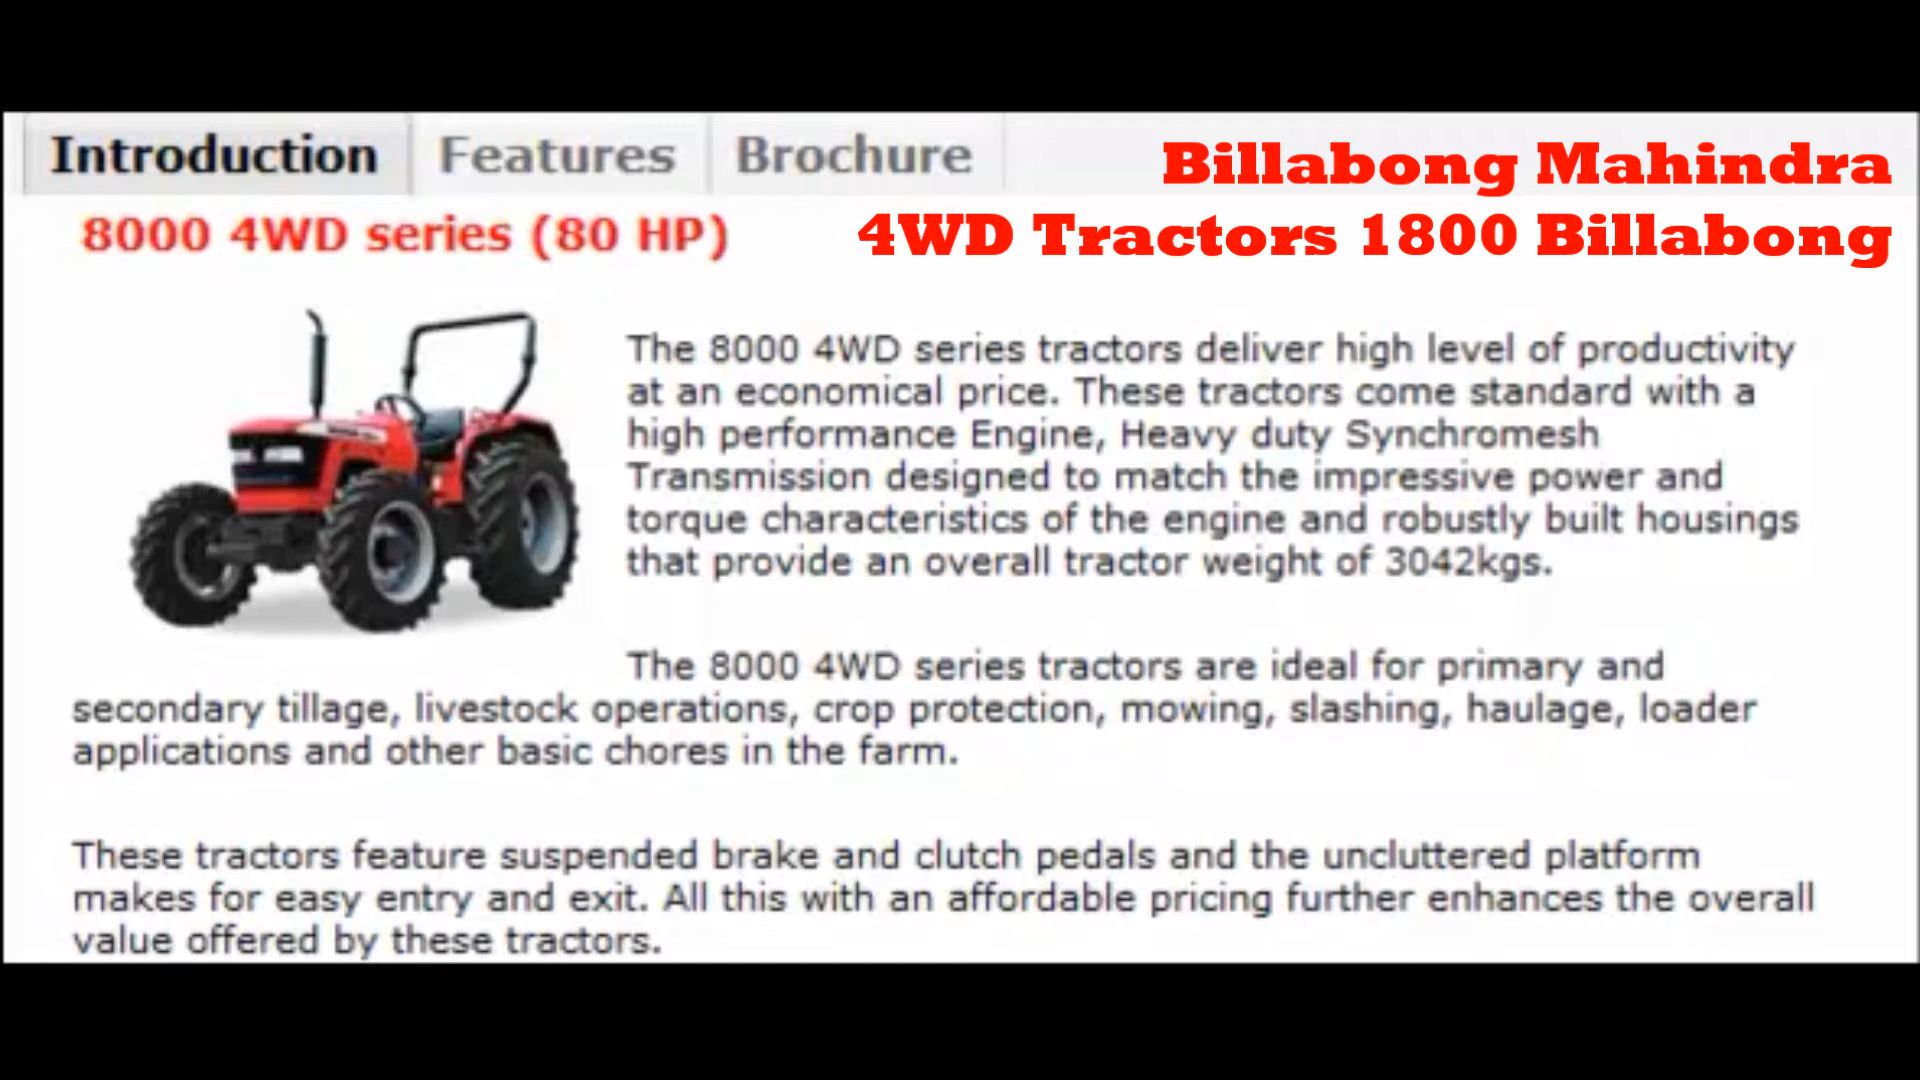 Introduction Features Brochure
Billabong Mahindra
8000 4WD series (80 HP)
4WD Tractors 1800 Billabong
The 8000 4WD series tractors deliver high level of productivity
at an economical price. These tractors come standard with a
high performance Engine, Heavy duty Synchromesh
Transmission designed to match the impressive power and
torque characteristics of the engine and robustly built housings
that provide an overall tractor weight of 3042kgs.
The 8000 4WD series tractors are ideal for primary and
secondary tillage, livestock operations, crop protection, mowing, slashing, haulage, loader
applications and other basic chores in the farm.
These tractors feature suspended brake and clutch pedals and the uncluttered platform
makes for easy entry and exit. All this with an affordable pricing further enhances the overall
value offered by these tractors.